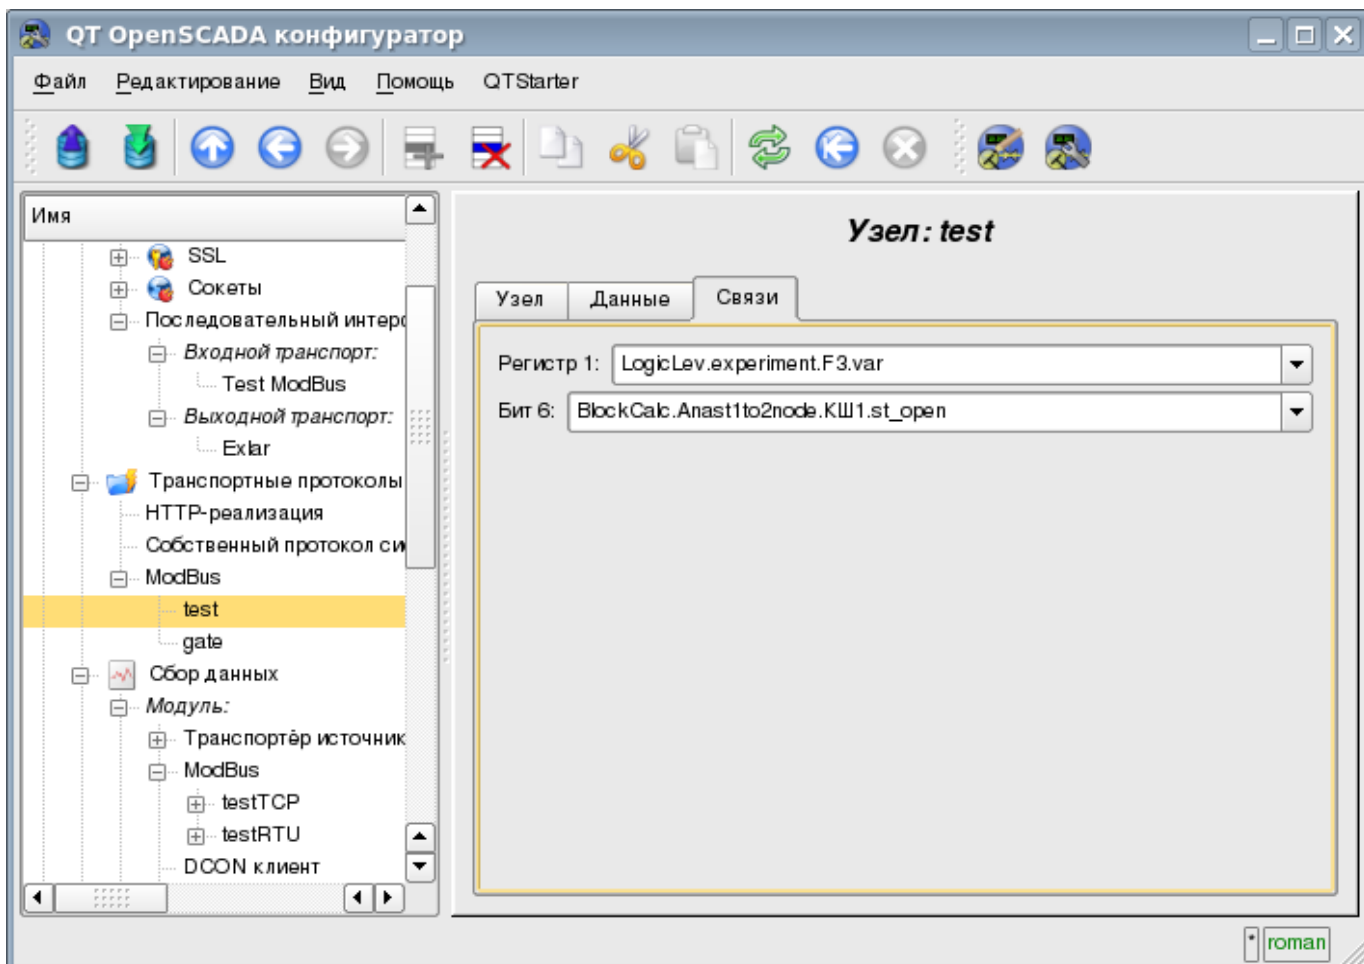 QT OpenSCADA конфигуратор
Файл Редактирование Вид Помощь QTStarter
Имя
SSL
Сокеты
Последовательный интерф
Входной транспорт:
Test ModBus
Выходной транспорт:
Exlar
Транспортные протоколы
HTTP-реализация
Собственный протокол си
ModBus
test
gate
Сбор данных
Модуль:
Транспортёр источник
ModBus
testTCP
testRTU
DCON клиент
Узел: test
Узел Данные Связи
Регистр 1: LogicLev.experiment.F3.var
Бит 6: BlockCalc.Anast1to2node.КШ1.st_open
* roman